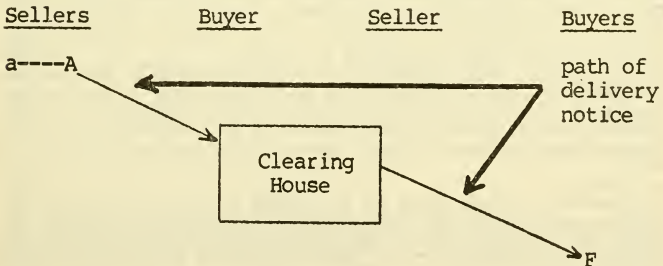 Sellers Buyer Seller Buyers
a----A
path of
delivery
notice
Clearing
House
F